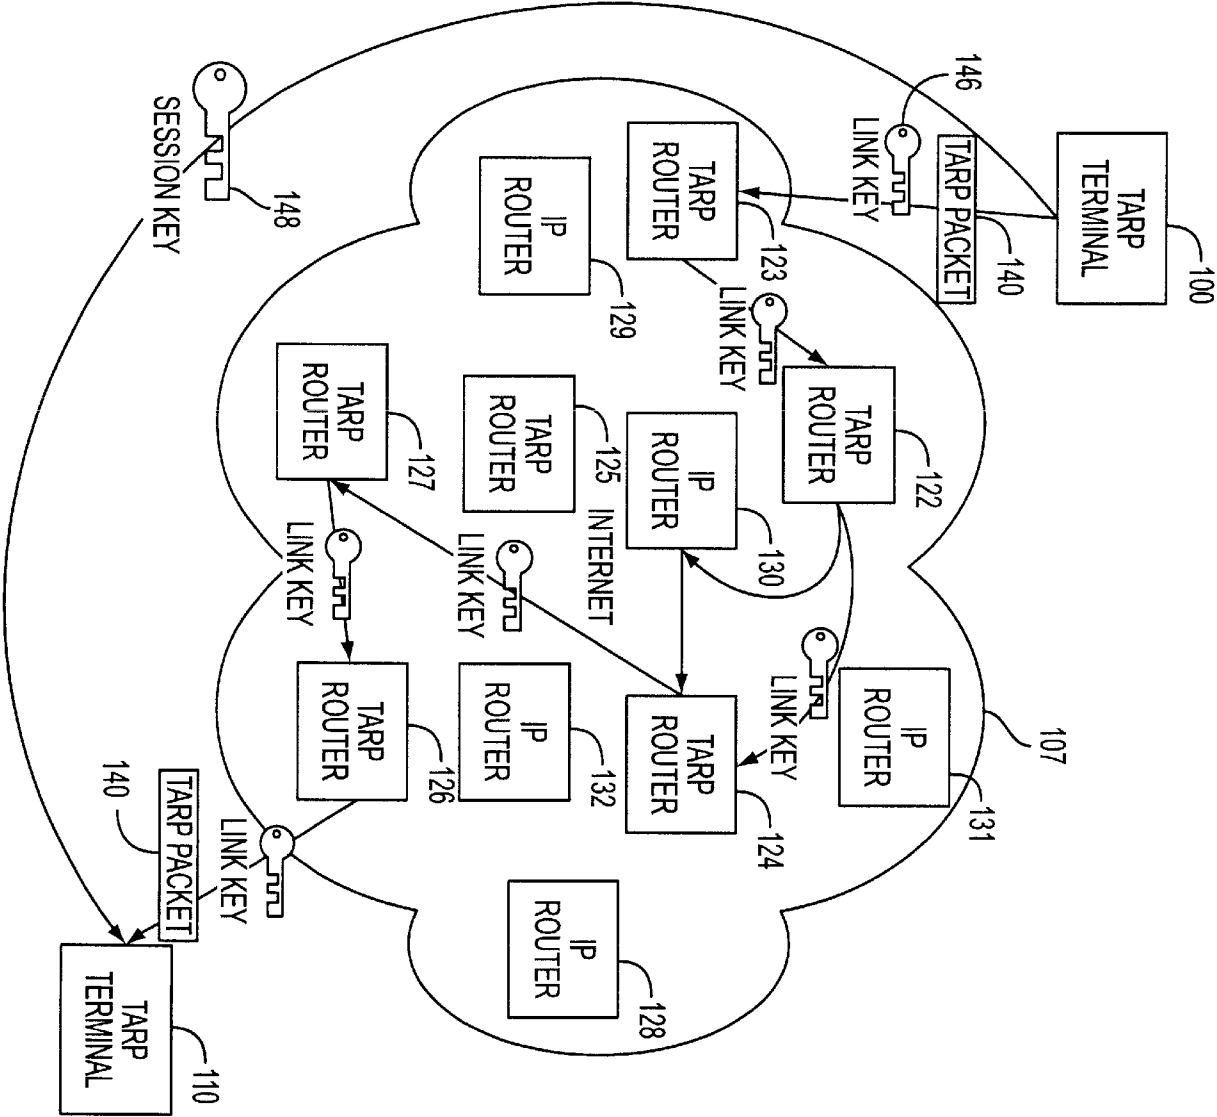 TARP
TERMINAL
100
TARP PACKET
140
146
LINK KEY
SESSION KEY
148
TARP
ROUTER
123
LINK KEY
IP
ROUTER
129
TARP
ROUTER
122
IP
ROUTER
130
TARP
ROUTER
125
TARP
ROUTER
127
INTERNET
LINK KEY
LINK KEY
LINK KEY
IP
ROUTER
131
107
TARP
ROUTER
124
IP
ROUTER
132
TARP
ROUTER
126
IP
ROUTER
128
LINK KEY
TARP PACKET
140
TARP
TERMINAL
110